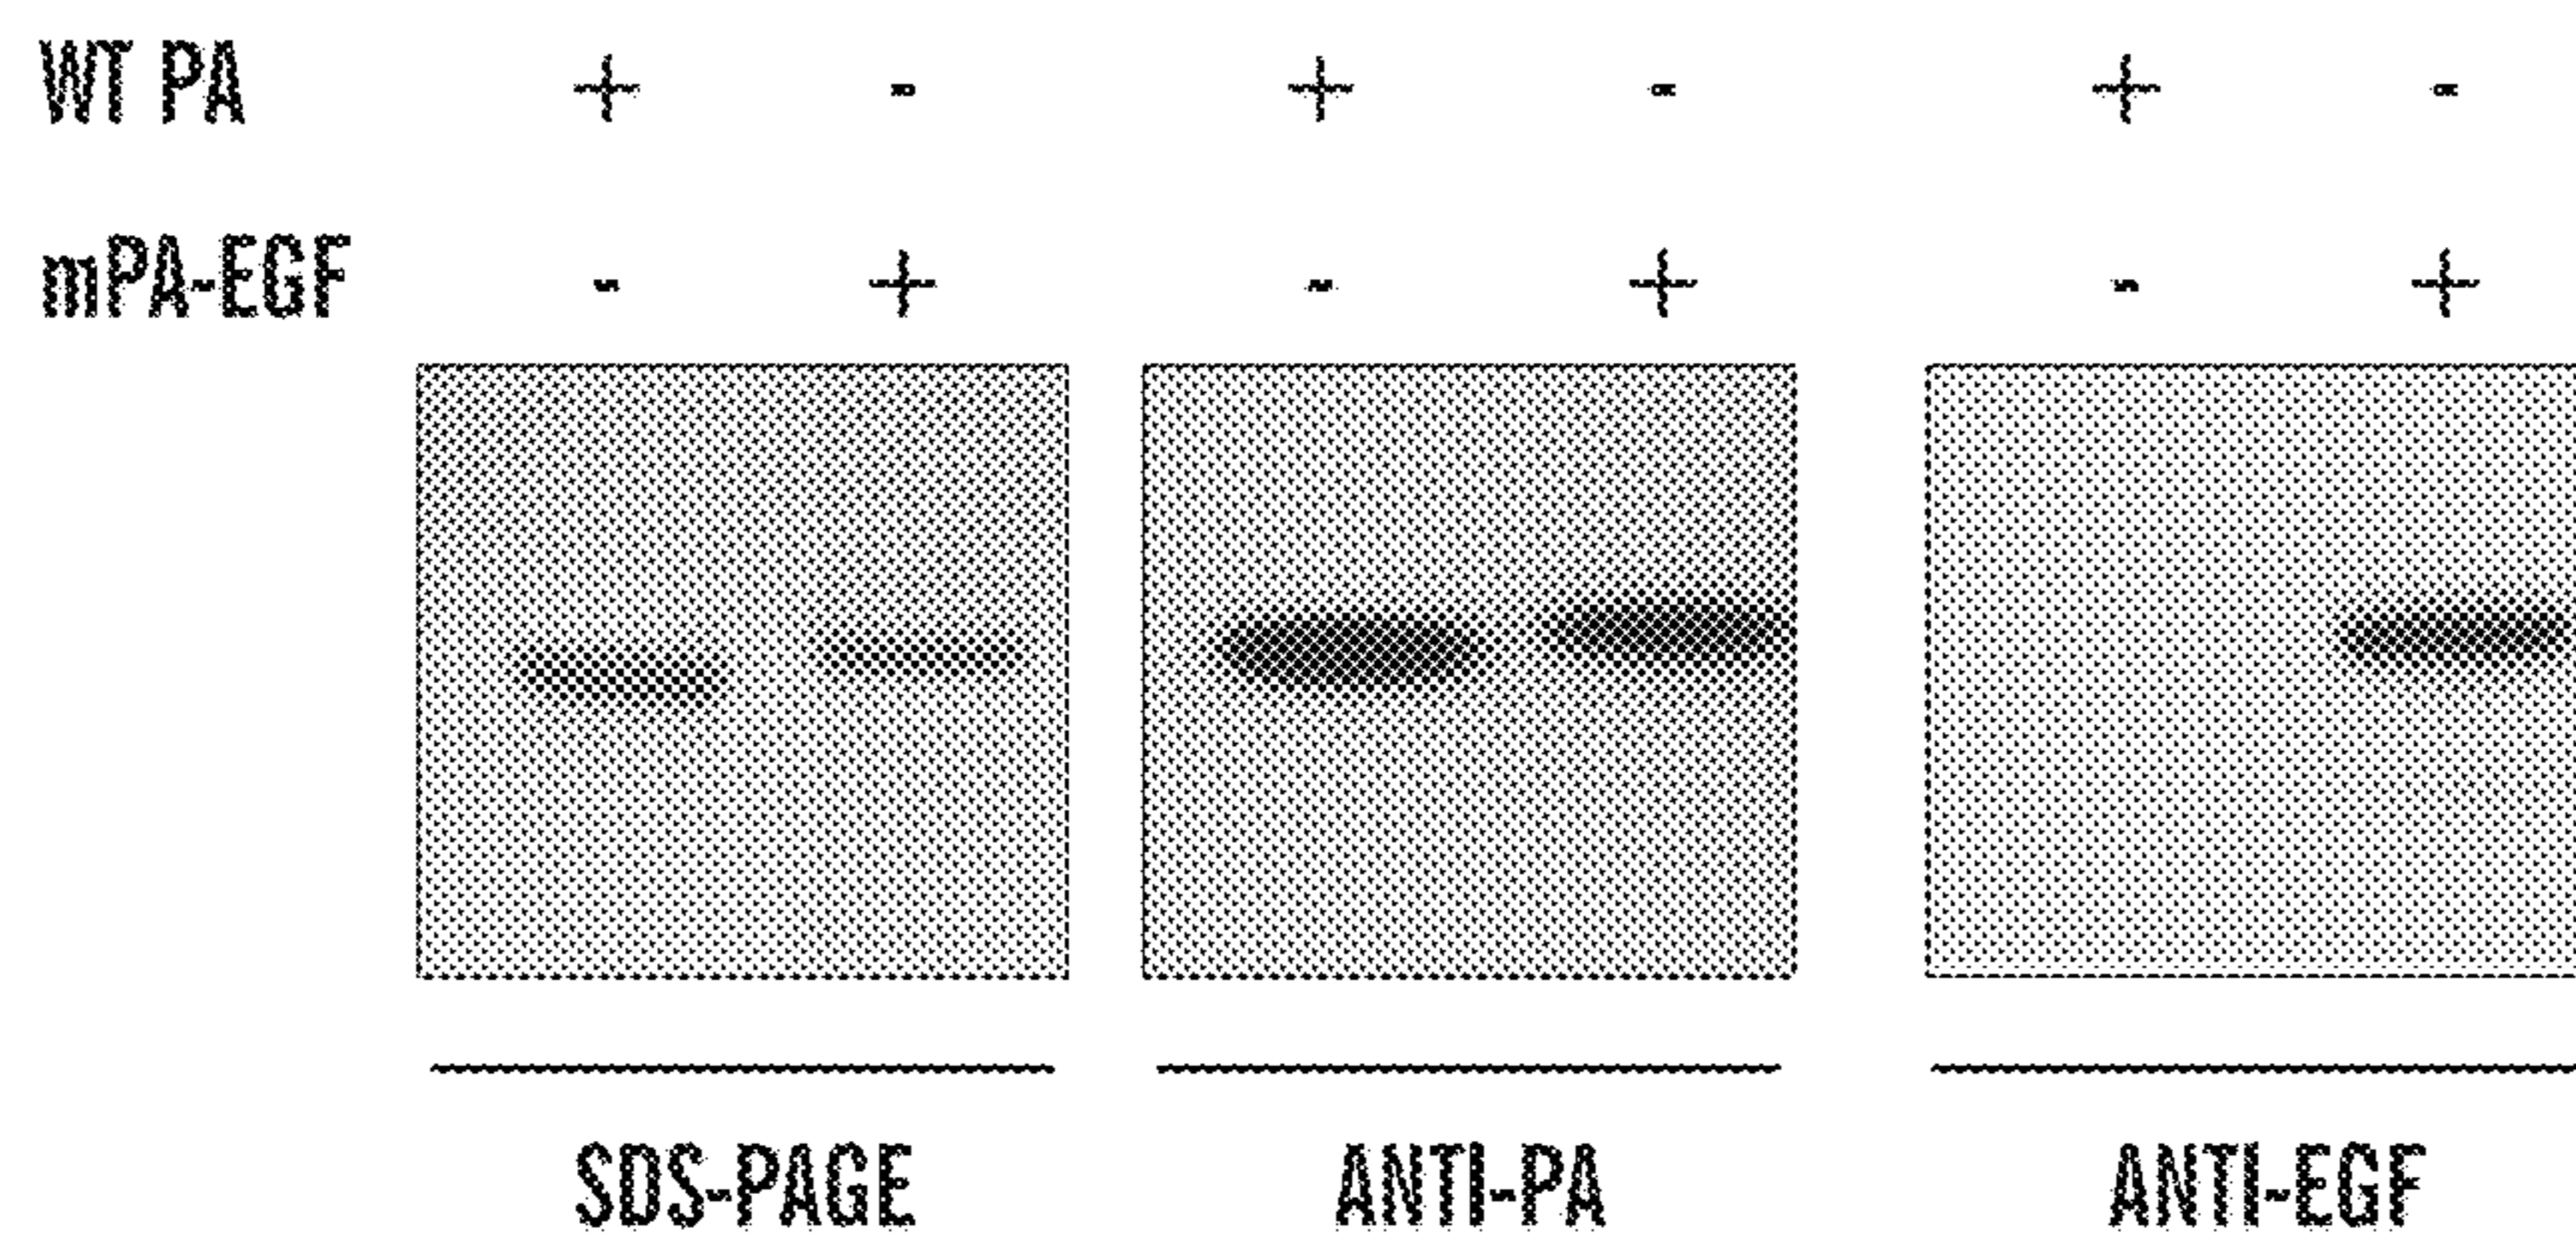 WT PA + - + - + -
mPA-EGF - + - + - +
SDS-PAGE ANTI-PA ANTI-EGF